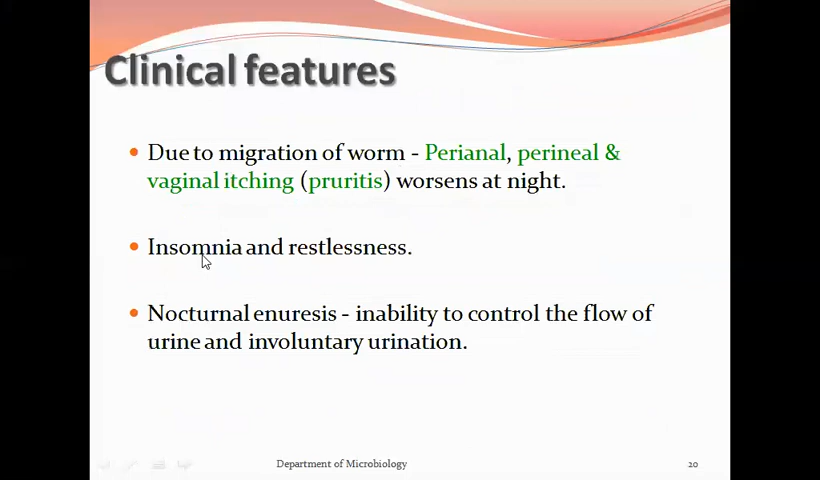 Clinical features
• Due to migration of worm - Perianal, perineal &
vaginal itching (pruritis) worsens at night.
• Insomnia and restlessness.
• Nocturnal enuresis - inability to control the flow of
urine and involuntary urination.
Department of Microbiology
20